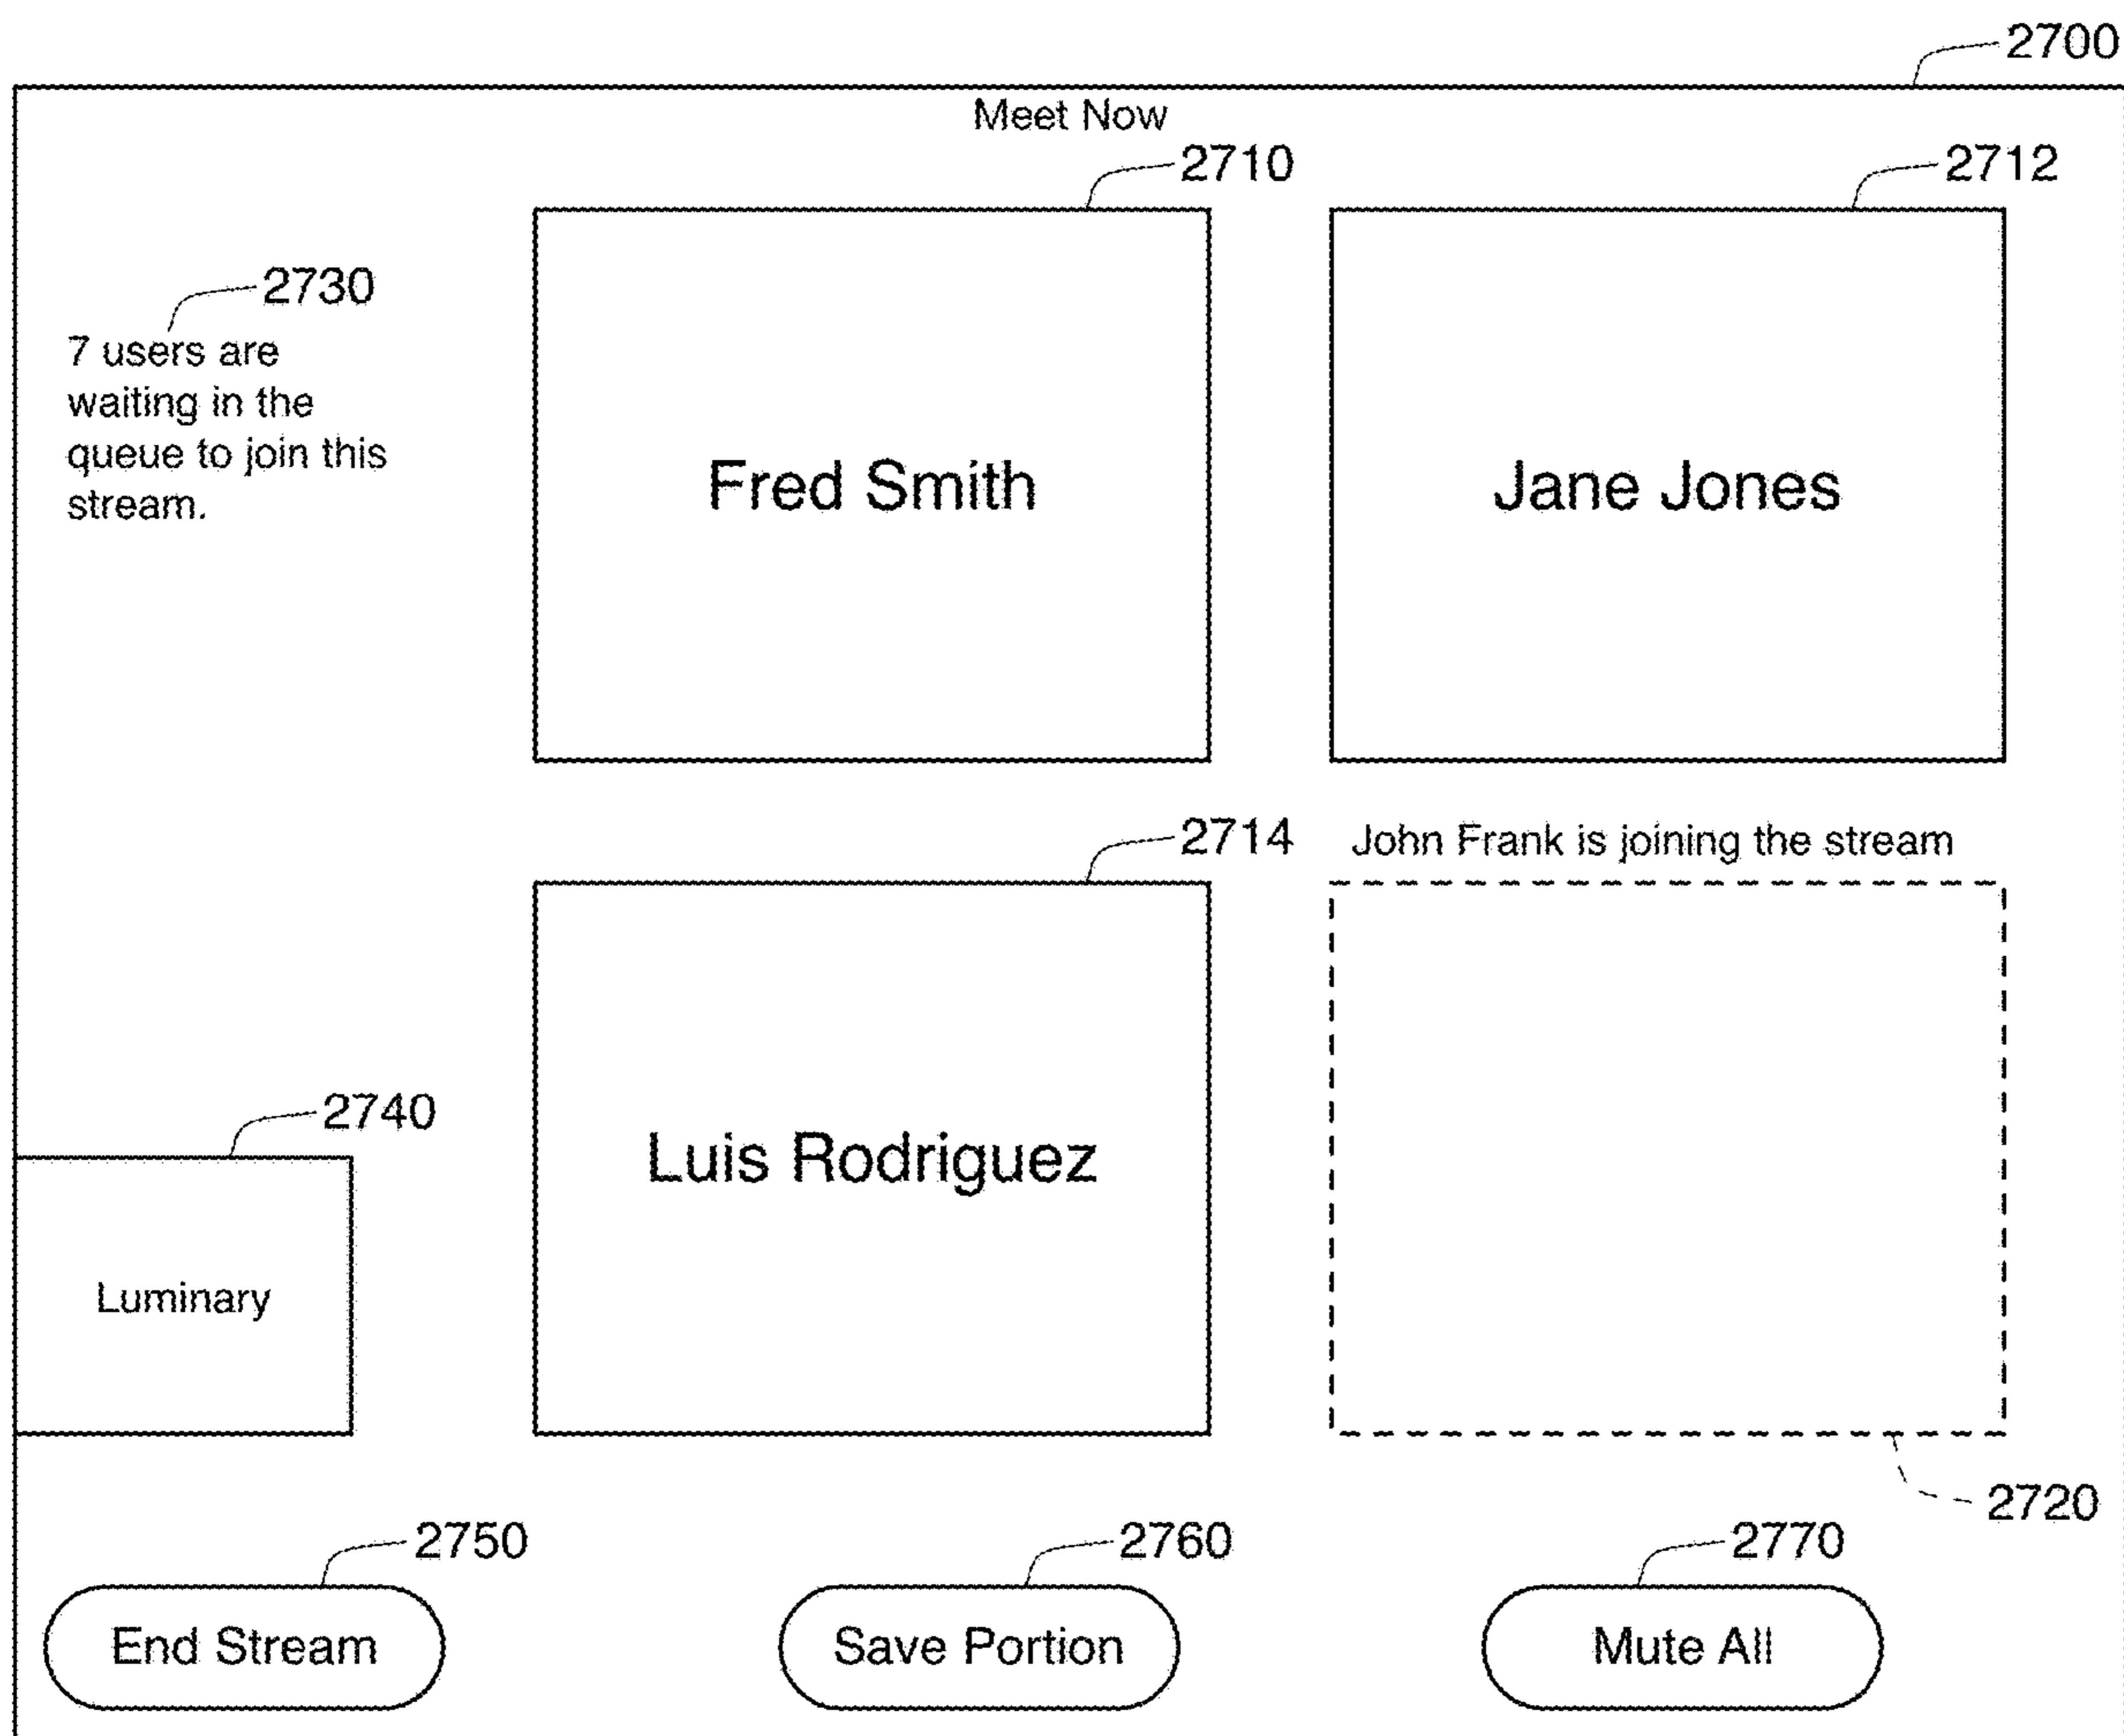 2700
Meet Now
2710
2712
2730
7 users are
waiting in the
queue to join this
stream.
Fred Smith
Jane Jones
2714
John Frank is joining the stream
2740
Luminary
Luis Rodriguez
2720
2750
2760
2770
End Stream
Save Portion
Mute All